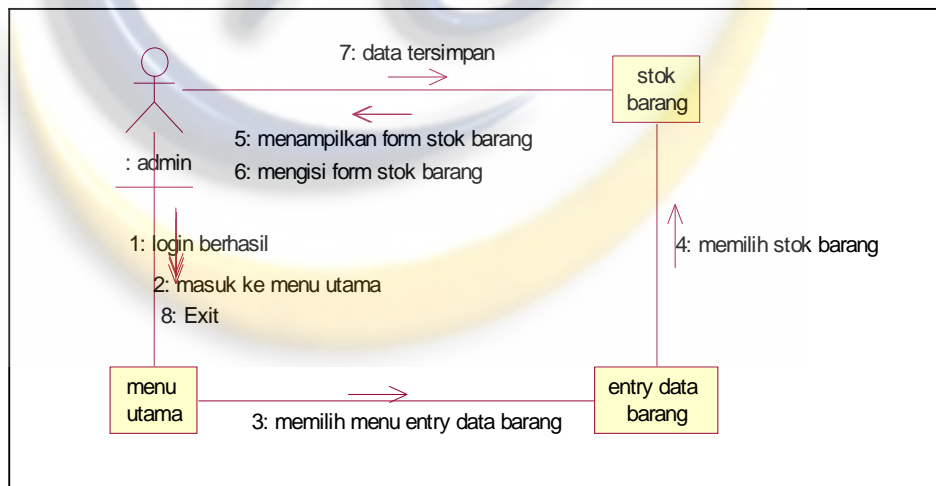 7: data tersimpan
stok
barang
5: menampilkan form stok barang
6: mengisi form stok barang
: admin
1: login berhasil
4: memilih stok barang
2: masuk ke menu utama
8: Exit
menu
utama
entry data
barang
3: memilih menu entry data barang